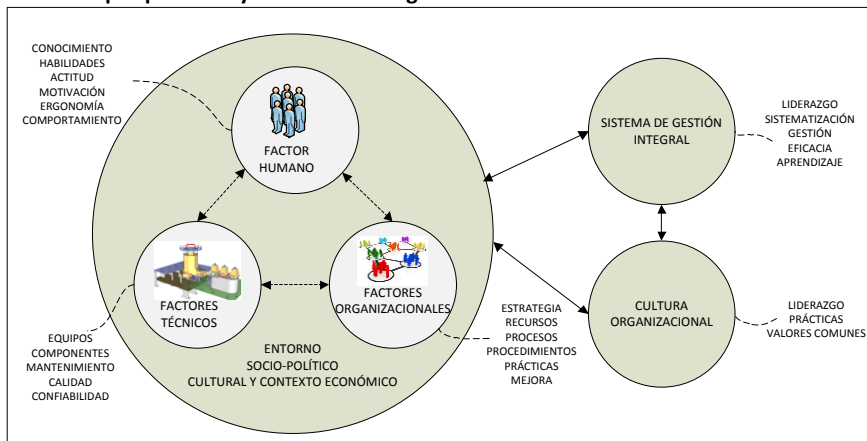 CONOCIMIENTO
HABILIDADES
ACTITUD
MOTIVACIÓN
ERGONOMÍA
COMPORTAMIENTO
FACTOR
HUMANO
FACTORES
TÉCNICOS
FACTORES
ORGANIZACIONALES
EQUIPOS
COMPONENTES
MANTENIMIENTO
CALIDAD
CONFIABILIDAD
ENTORNO
SOCIO-POLÍTICO
CULTURAL Y CONTEXTO ECONÓMICO
ESTRATEGIA
RECURSOS
PROCESOS
PROCEDIMIENTOS
PRÁCTICAS
MEJORA
SISTEMA DE GESTIÓN
INTEGRAL
LIDERAZGO
SISTEMATIZACIÓN
GESTIÓN
EFICACIA
APRENDIZAJE
CULTURA
ORGANIZACIONAL
LIDERAZGO
PRÁCTICAS
VALORES COMUNES